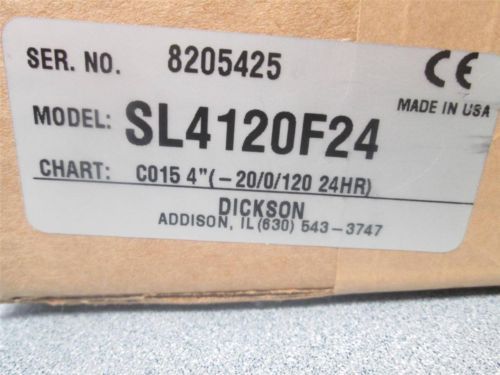 SER. NO. 8205425
CE
MADE IN USA
MODEL: SL4120F24
CHART: C015 4"(-20/0/120 24HR)
DICKSON
ADDISON, IL (630) 543-3747